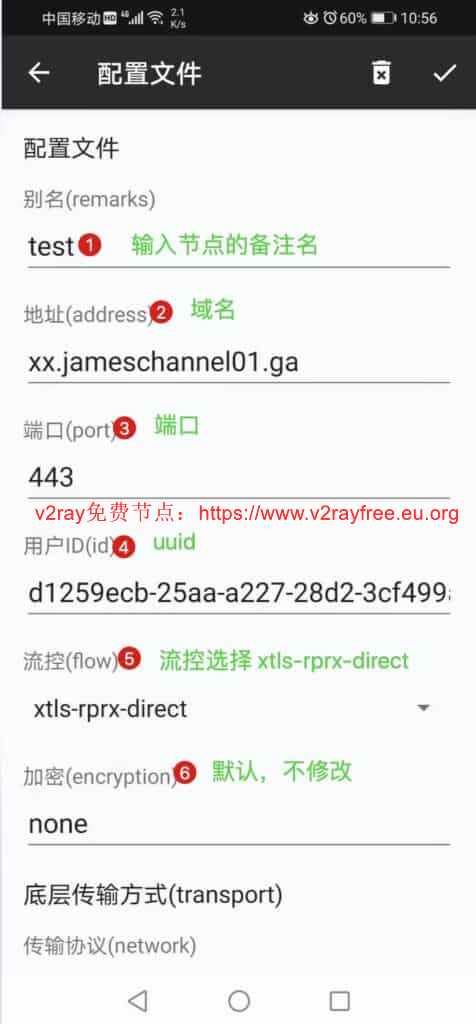 中国移动 HD 4G 2.1 K/s 60% 10:56
配置文件
配置文件
别名(remarks)
test 1 输入节点的备注名
地址(address) 2 域名
xx.jameschannel01.ga
端口(port) 3 端口
443
v2ray免费节点：https://www.v2rayfree.eu.org
用户ID(id) 4 uuid
d1259ecb-25aa-a227-28d2-3cf499
流控(flow) 5 流控选择 xtls-rprx-direct
xtls-rprx-direct
加密(encryption) 6 默认，不修改
none
底层传输方式(transport)
传输协议(network)